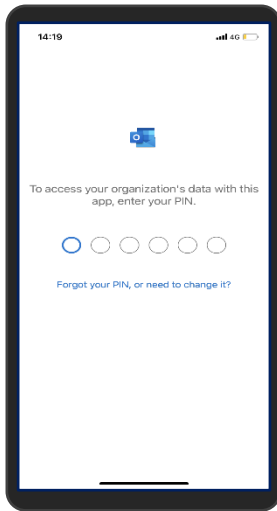 14:19 4G
To access your organization's data with this
app, enter your PIN.
Forgot your PIN, or need to change it?